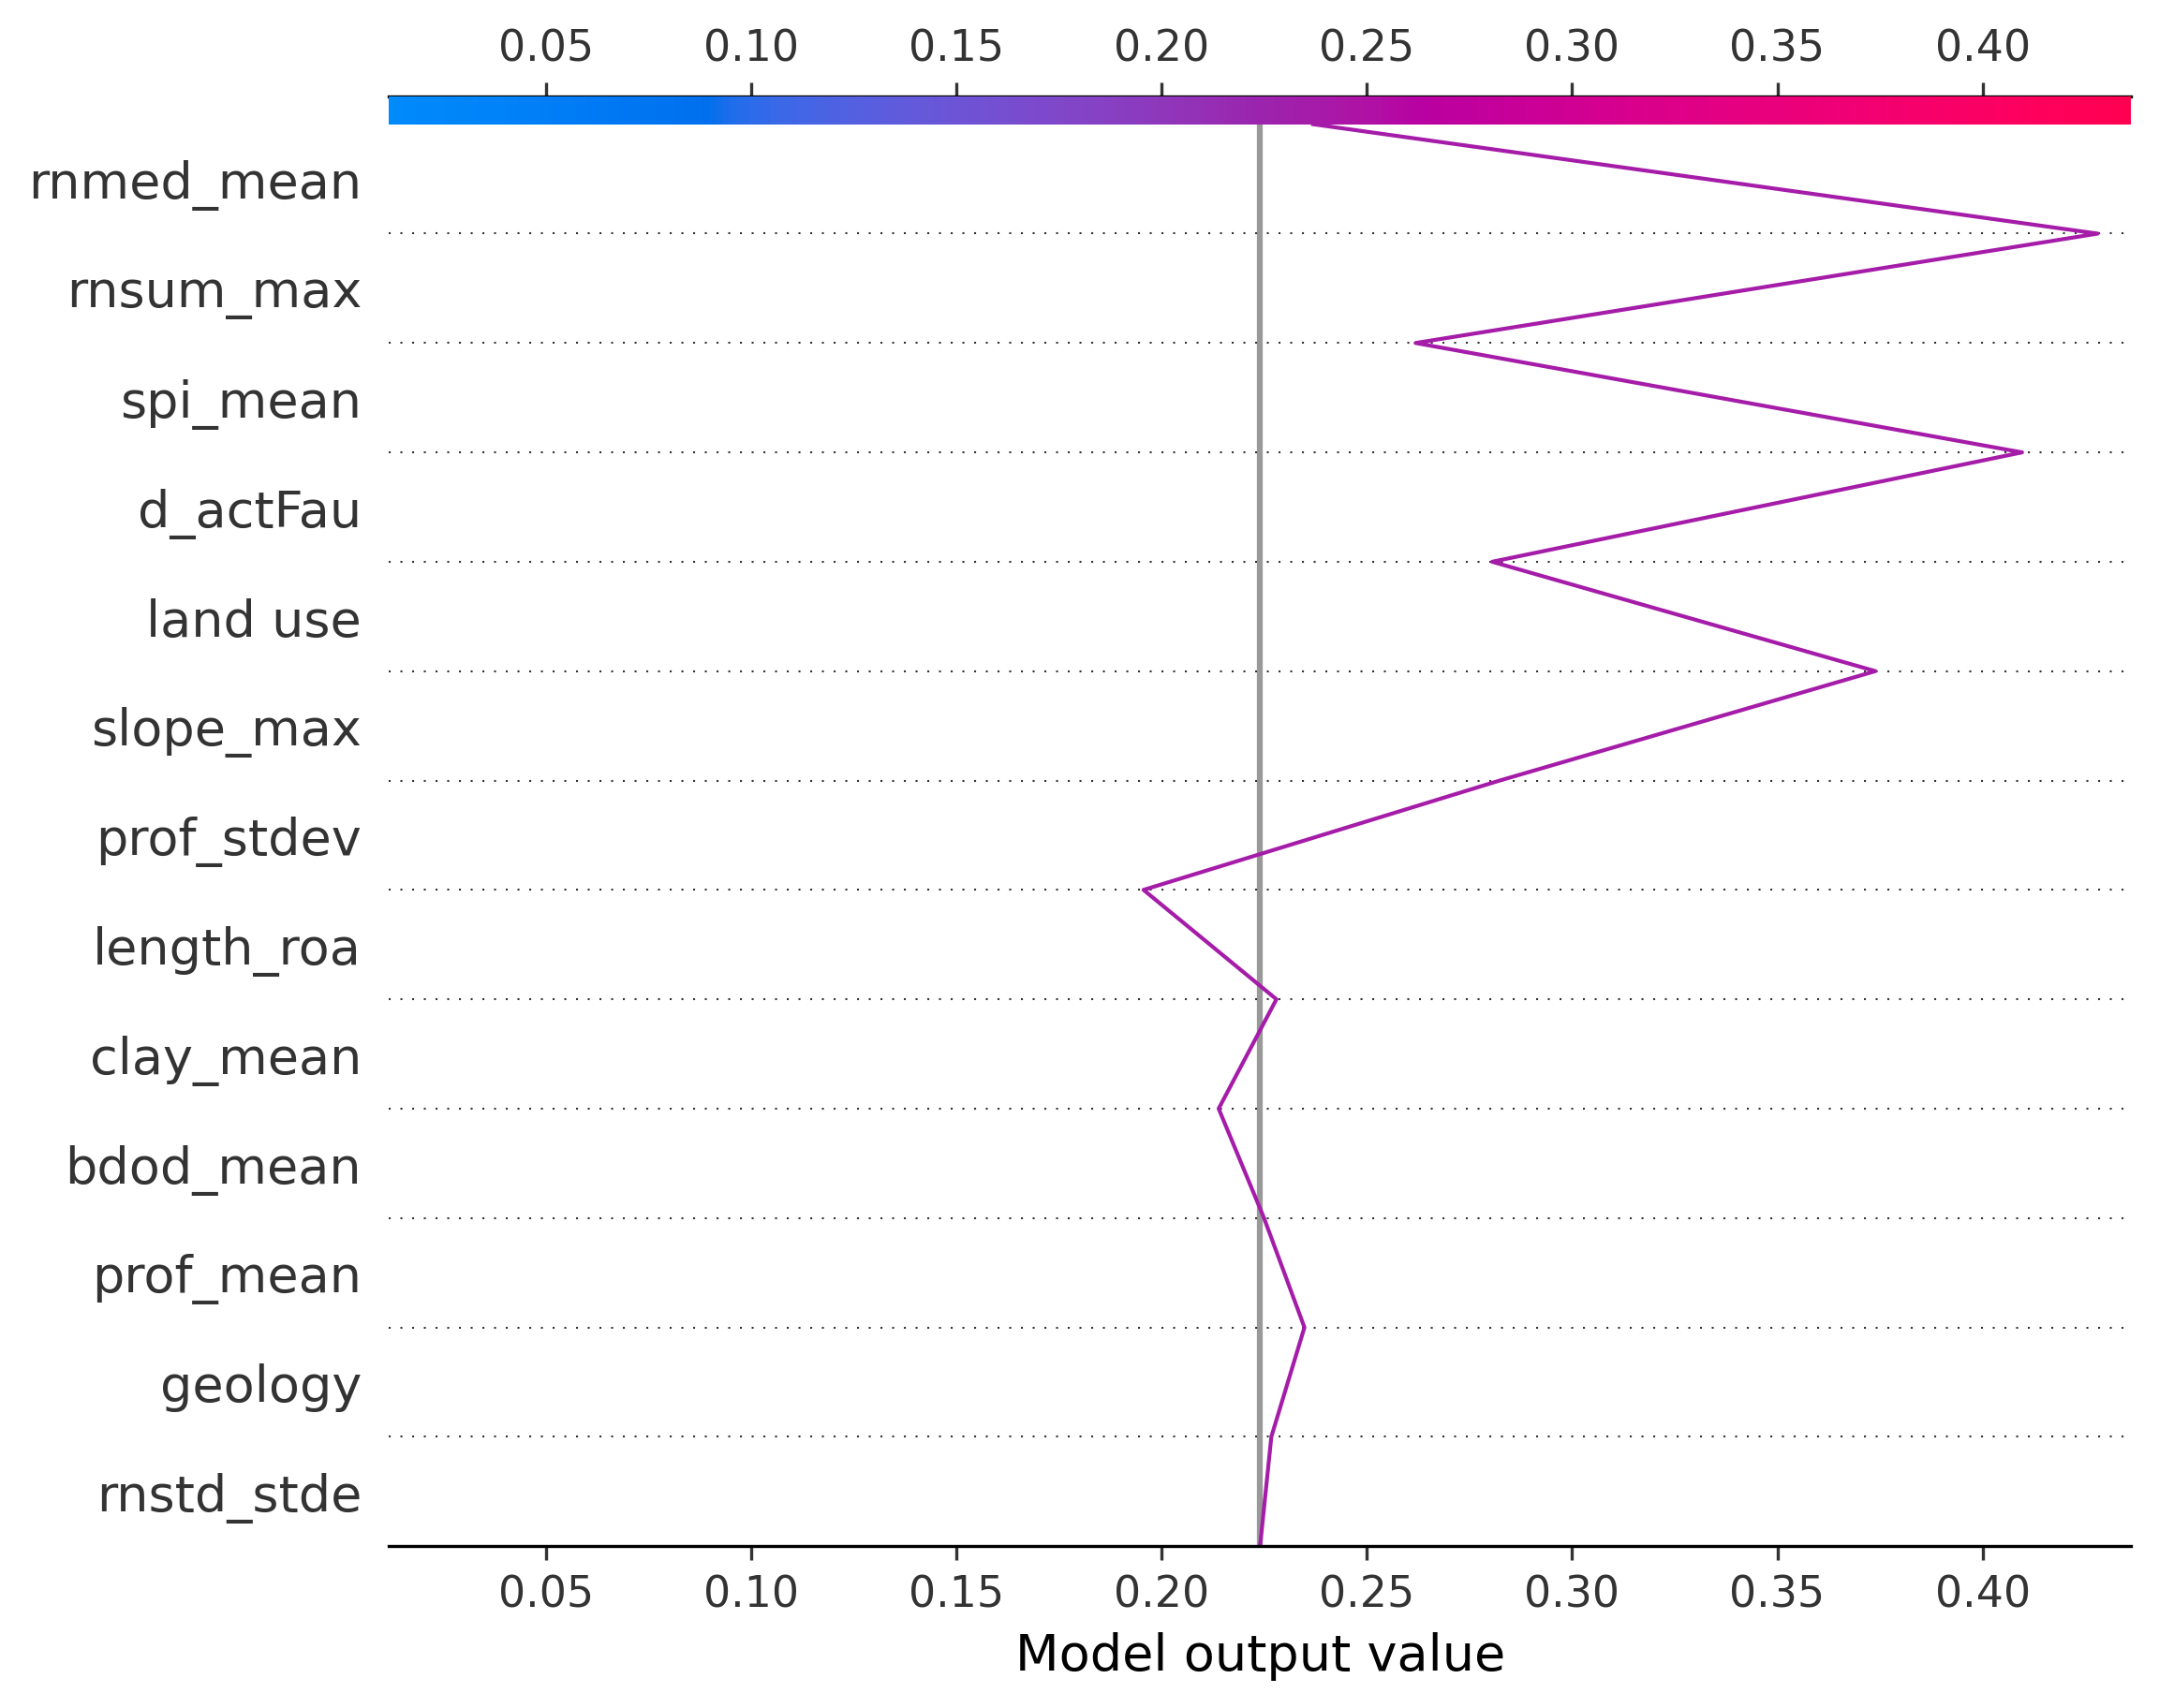 0.05 0.10 0.15 0.20 0.25 0.30 0.35 0.40
rnmed_mean
rnsum_max
spi_mean
d_actFau
land use
slope_max
prof_stdev
length_roa
clay_mean
bdod_mean
prof_mean
geology
rnstd_stde
0.05 0.10 0.15 0.20 0.25 0.30 0.35 0.40
Model output value